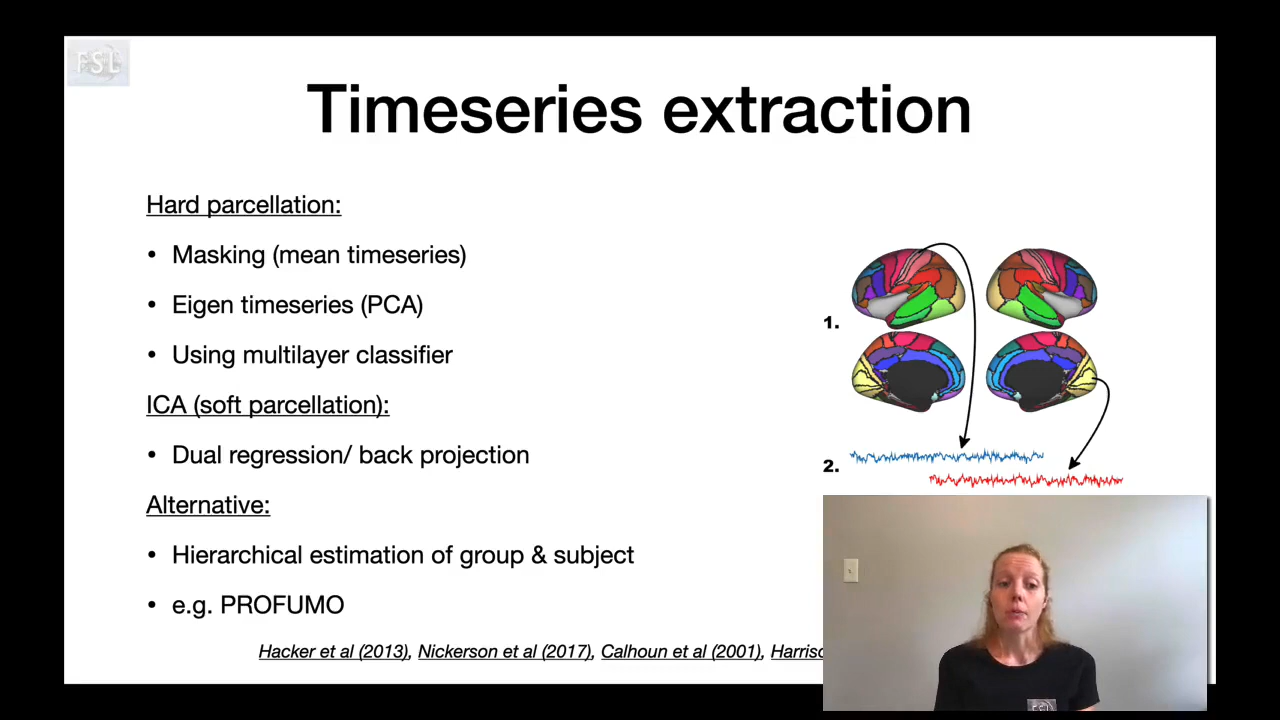 FSL
Timeseries extraction
Hard parcellation:
• Masking (mean timeseries)
• Eigen timeseries (PCA)
• Using multilayer classifier
ICA (soft parcellation):
• Dual regression/ back projection
Alternative:
• Hierarchical estimation of group & subject
• e.g. PROFUMO
Hacker et al (2013), Nickerson et al (2017), Calhoun et al (2001), Harriso
1.
2.
FSL